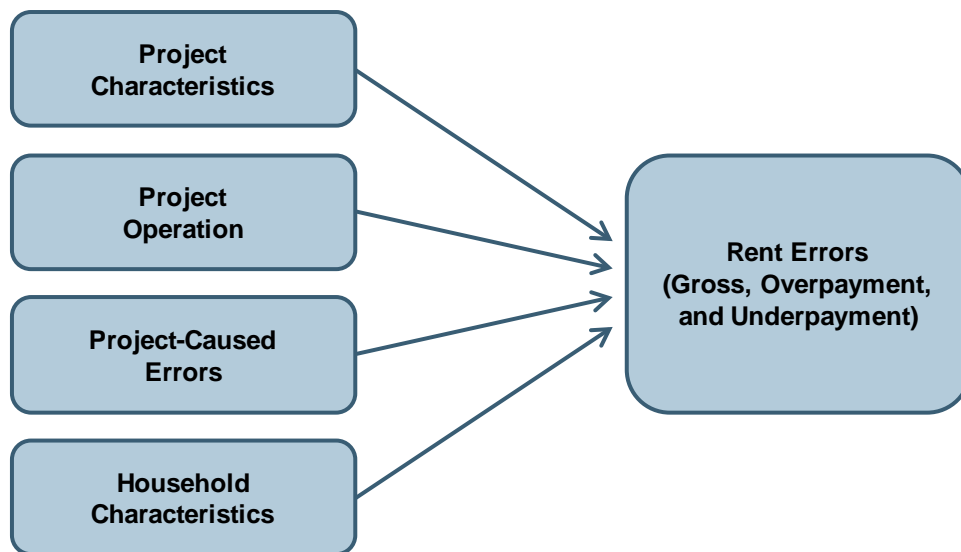 Project
Characteristics
Project
Operation
Project-Caused
Errors
Household
Characteristics
Rent Errors
(Gross, Overpayment,
and Underpayment)